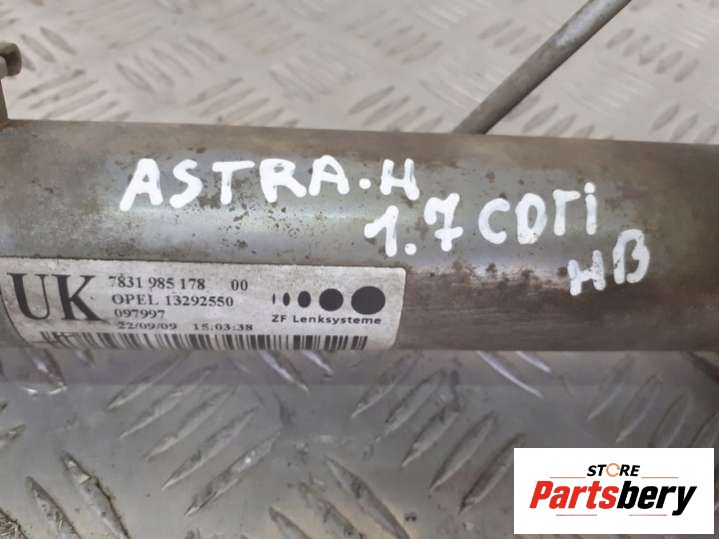 ASTRA.H
1.7 CDTi
HB
UK
7831 985 178 00
OPEL 13292550
097997
22/09/09 15:03:38
ZF Lenksysteme
STORE
Partsbery